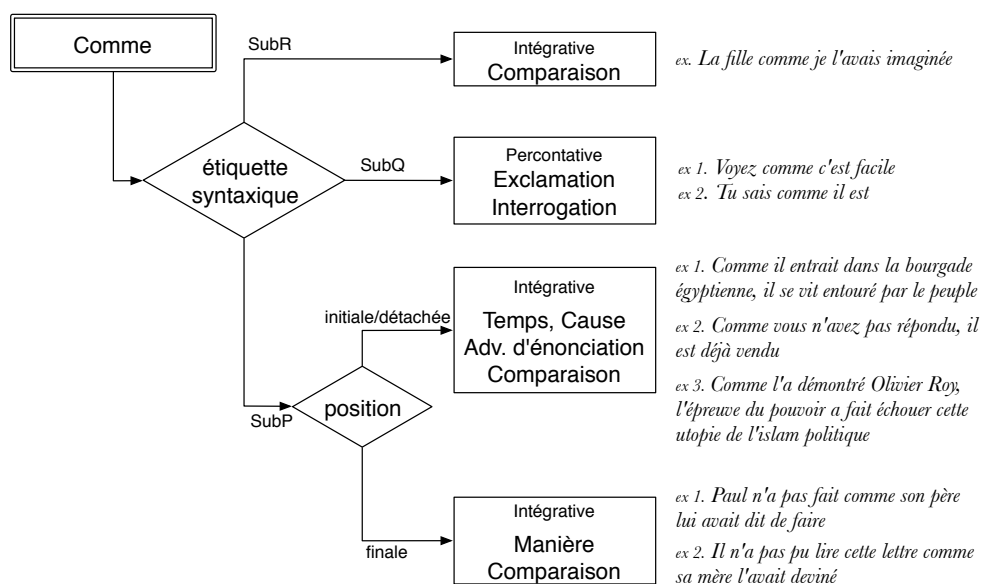 Comme
SubR
Intégrative
Comparaison
ex. La fille comme je l'avais imaginée
étiquette
syntaxique
SubQ
Percontative
Exclamation
Interrogation
ex 1. Voyez comme c'est facile
ex 2. Tu sais comme il est
SubP
position
initiale/détachée
Intégrative
Temps, Cause
Adv. d'énonciation
Comparaison
ex 1. Comme il entrait dans la bourgade
égyptienne, il se vit entouré par le peuple
ex 2. Comme vous n'avez pas répondu, il
est déjà vendu
ex 3. Comme l'a démontré Olivier Roy,
l'épreuve du pouvoir a fait échouer cette
utopie de l'islam politique
finale
Intégrative
Manière
Comparaison
ex 1. Paul n'a pas fait comme son père
lui avait dit de faire
ex 2. Il n'a pas pu lire cette lettre comme
sa mère l'avait deviné